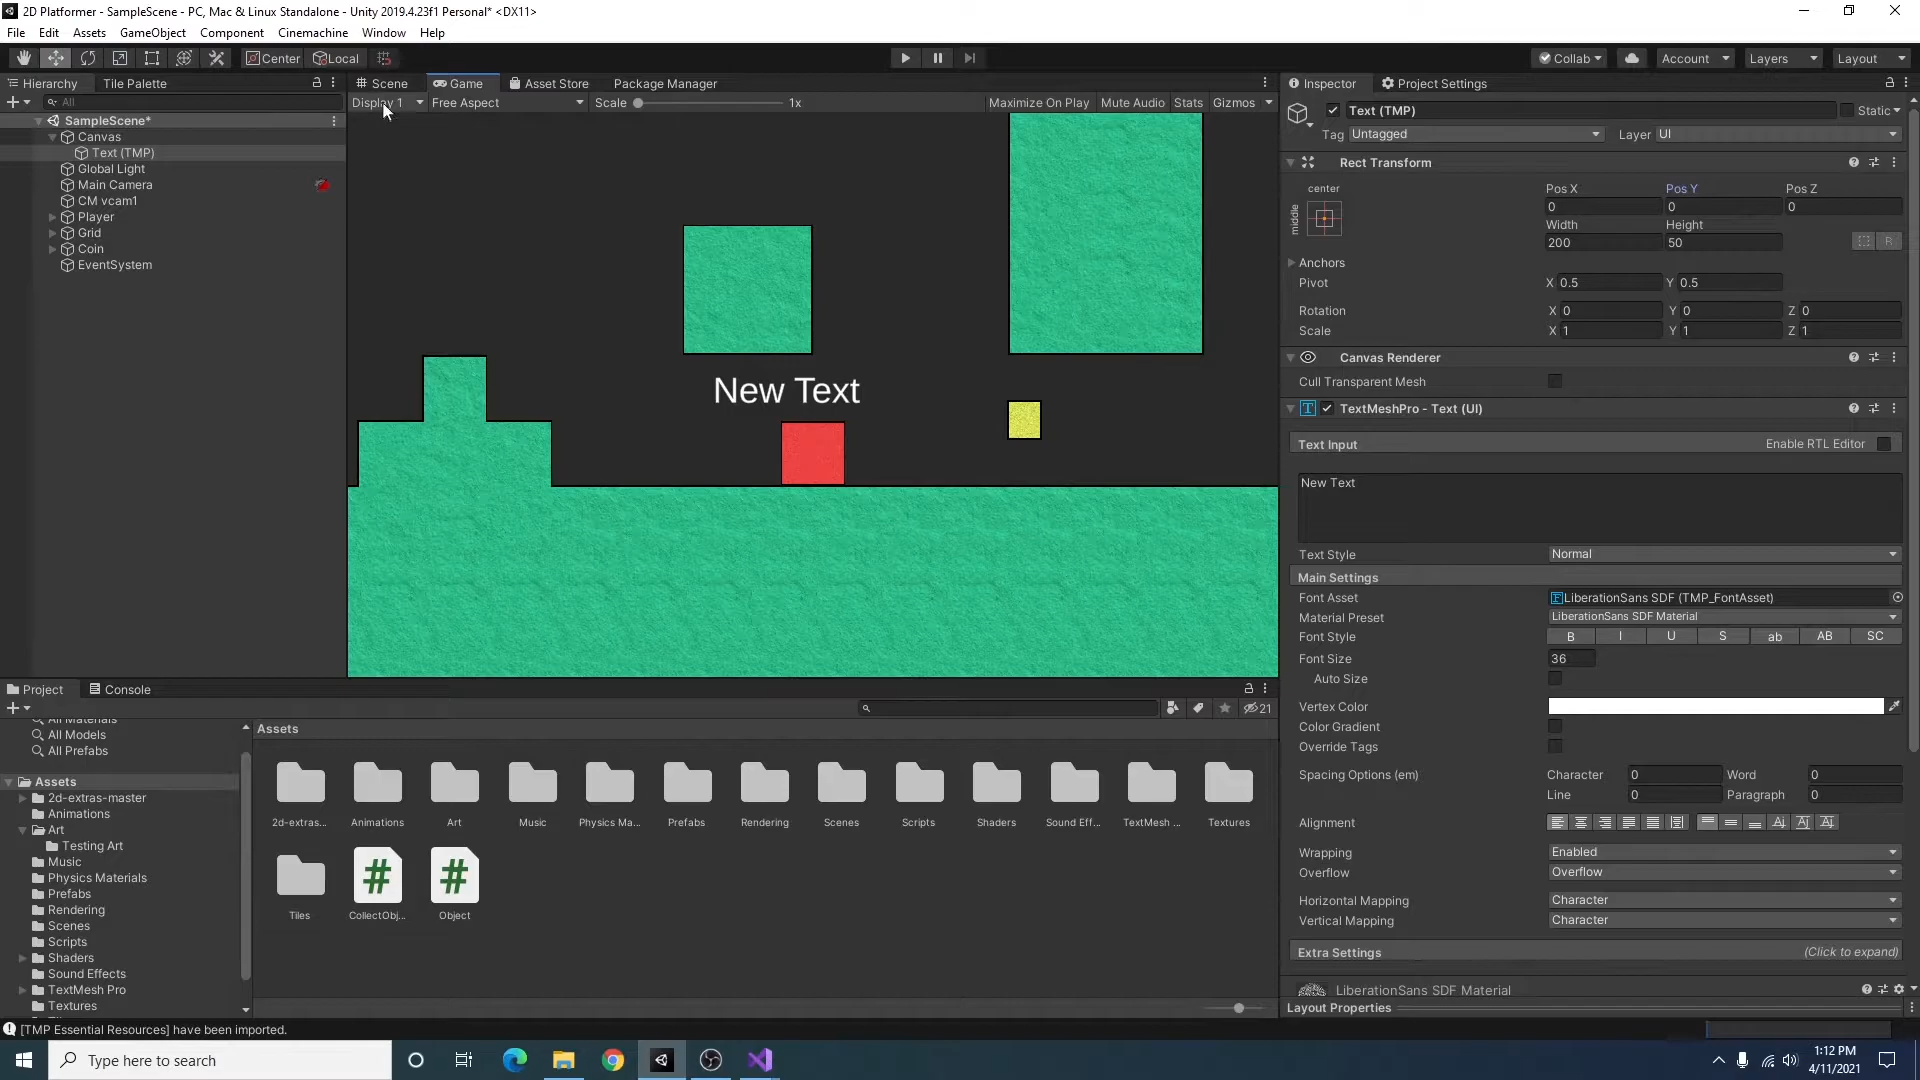 2D Platformer - SampleScene - PC, Mac & Linux Standalone - Unity 2019.4.23f1 Personal* <DX11>
File Edit Assets GameObject Component Cinemachine Window Help
Center Local Collab Account Layers Layout
Hierarchy Tile Palette Scene Game Asset Store Package Manager Inspector Project Settings
All Display 1 Free Aspect Scale 1x Maximize On Play Mute Audio Stats Gizmos
Text (TMP) Static
SampleScene*
Tag Untagged Layer UI
Canvas
Text (TMP)
Rect Transform
Global Light
Main Camera
center Pos X Pos Y Pos Z
CM vcam1
0 0 0
Player
middle
Width Height
Grid
200 50 R
Coin
Anchors
EventSystem
Pivot X 0.5 Y 0.5
Rotation X 0 Y 0 Z 0
Scale X 1 Y 1 Z 1
Canvas Renderer
Cull Transparent Mesh
New Text
TextMeshPro - Text (UI)
Text Input Enable RTL Editor
New Text
Text Style Normal
Main Settings
Font Asset LiberationSans SDF (TMP_FontAsset)
Material Preset LiberationSans SDF Material
Font Style B I U S ab AB SC
Font Size 36
Auto Size
Project Console
Vertex Color
21
All Materials
Color Gradient
Assets
All Models
Override Tags
All Prefabs
Spacing Options (em) Character 0 Word 0
Line 0 Paragraph 0
Assets
2d-extras-master
Animations
2d-extras... Animations Art Music Physics Ma... Prefabs Rendering Scenes Scripts Shaders Sound Eff... TextMesh ... Textures
Alignment
Art
Testing Art
Wrapping Enabled
Music
Overflow Overflow
Physics Materials
Prefabs
Horizontal Mapping Character
Rendering
Tiles CollectObj... Object
Vertical Mapping Character
Scenes
Scripts
Extra Settings (Click to expand)
Shaders
Sound Effects
TextMesh Pro
LiberationSans SDF Material
Textures
Layout Properties
[TMP Essential Resources] have been imported.
Type here to search
1:12 PM
4/11/2021